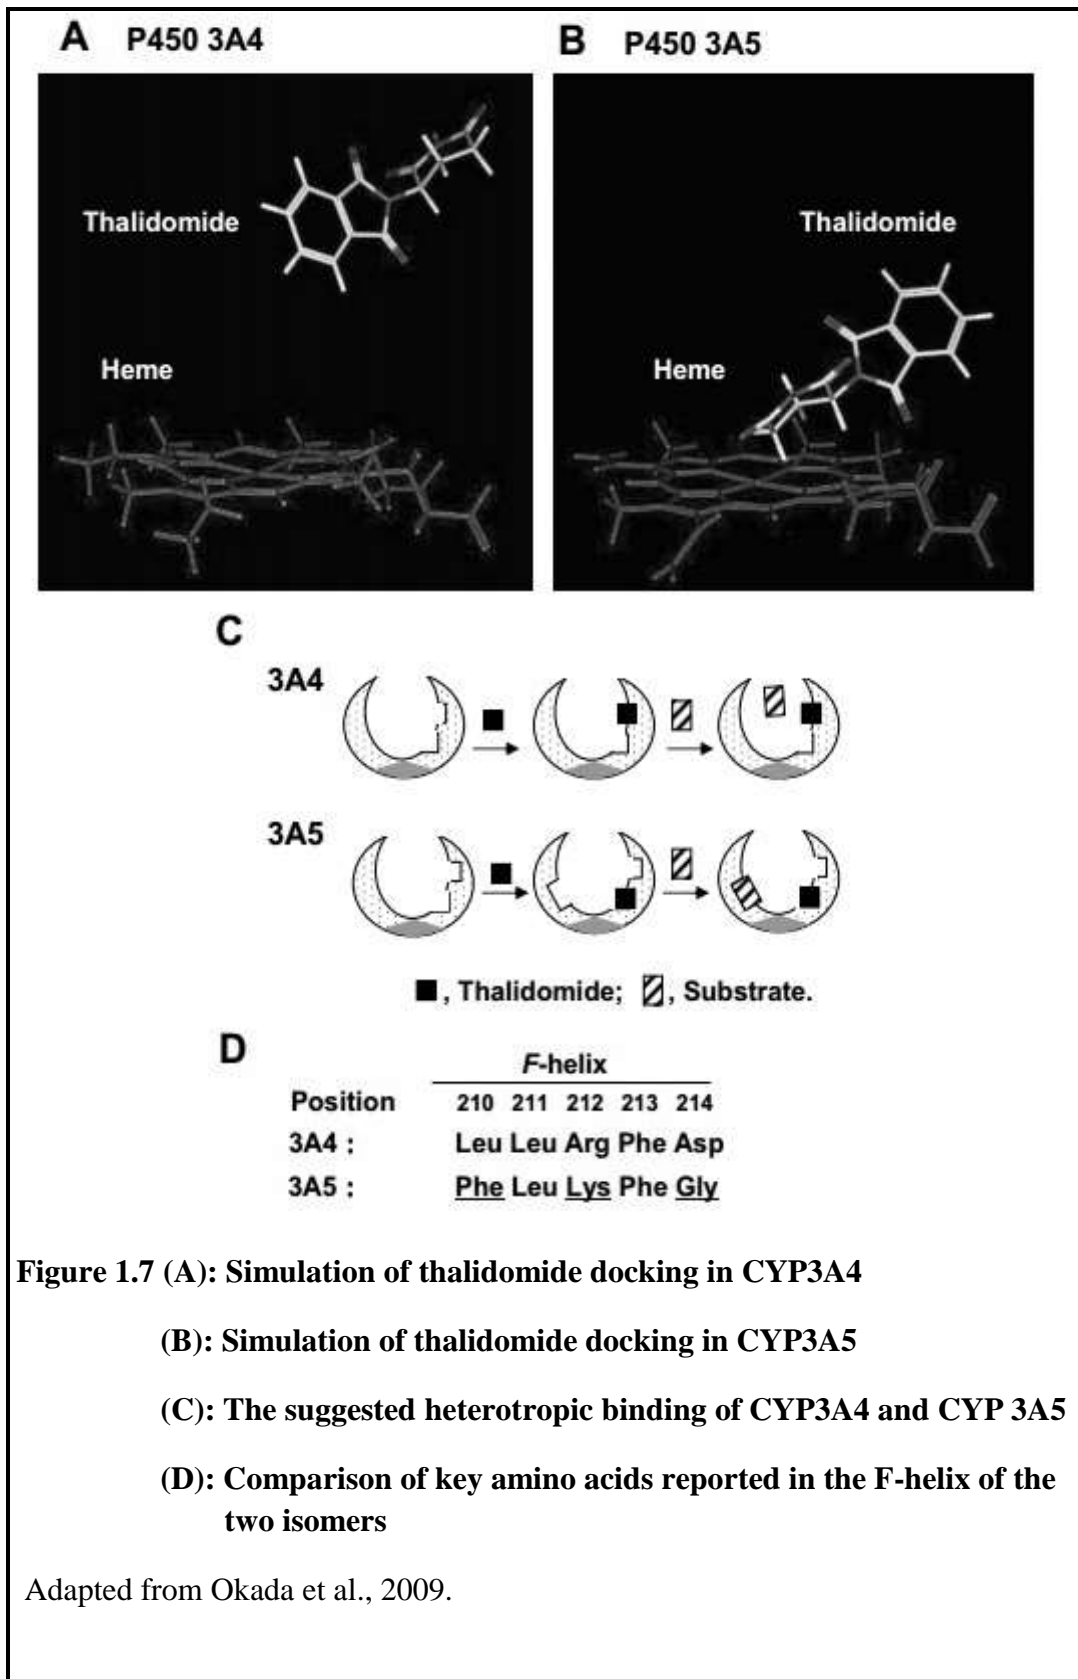 A P450 3A4
B P450 3A5
Thalidomide
Heme
Thalidomide
Heme
C
3A4
3A5
■, Thalidomide; , Substrate.
D
F-helix
Position 210 211 212 213 214
3A4 : Leu Leu Arg Phe Asp
3A5 : Phe Leu Lys Phe Gly
Figure 1.7 (A): Simulation of thalidomide docking in CYP3A4
(B): Simulation of thalidomide docking in CYP3A5
(C): The suggested heterotropic binding of CYP3A4 and CYP 3A5
(D): Comparison of key amino acids reported in the F-helix of the
two isomers
Adapted from Okada et al., 2009.